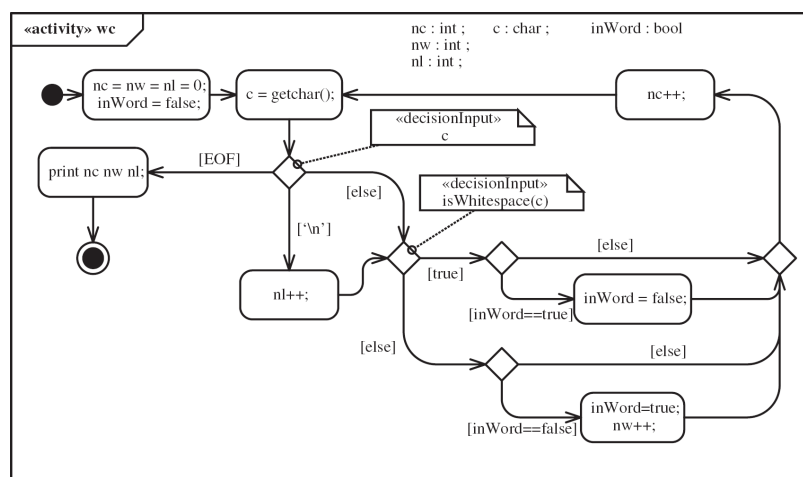 «activity» wc
nc : int ; c : char ; inWord : bool
nw : int ;
nl : int ;
nc = nw = nl = 0;
inWord = false;
c = getchar();
nc++;
«decisionInput»
c
print nc nw nl;
[EOF]
[else]
«decisionInput»
isWhitespace(c)
[‘\n’]
[else]
[true]
nl++;
inWord = false;
[inWord==true]
[else]
[else]
inWord=true;
nw++;
[inWord==false]